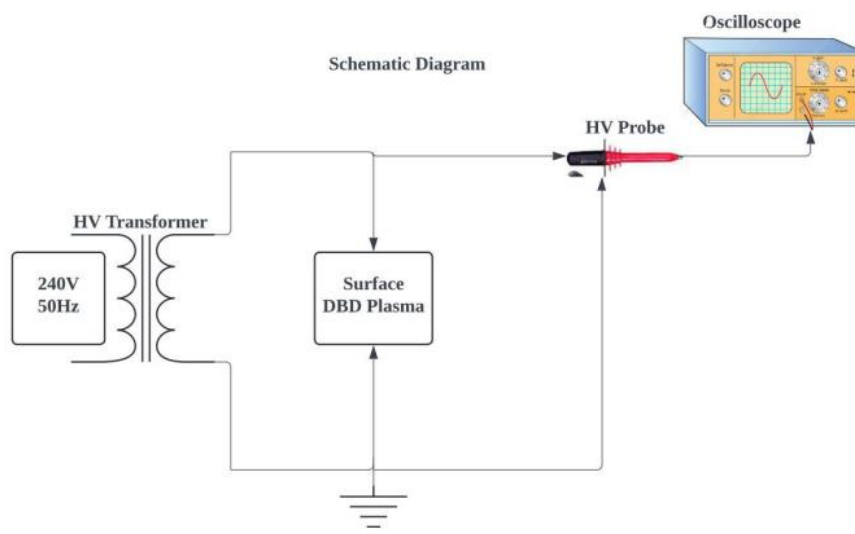 Oscilloscope
Schematic Diagram
HV Probe
HV Transformer
240V
50Hz
Surface
DBD Plasma